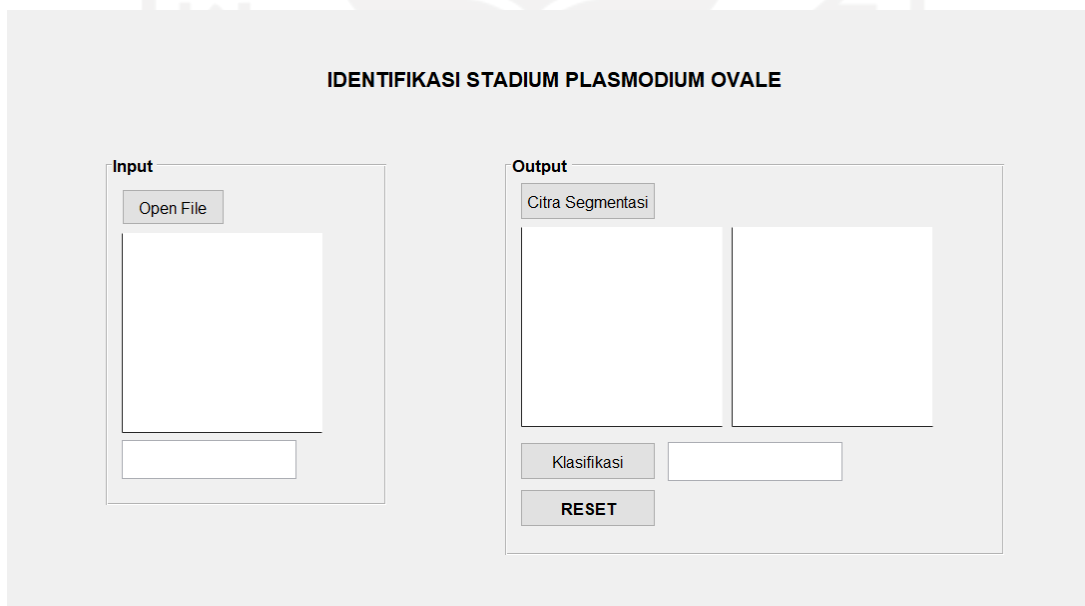 IDENTIFIKASI STADIUM PLASMODIUM OVALE
Input
Open File
Output
Citra Segmentasi
Klasifikasi
RESET